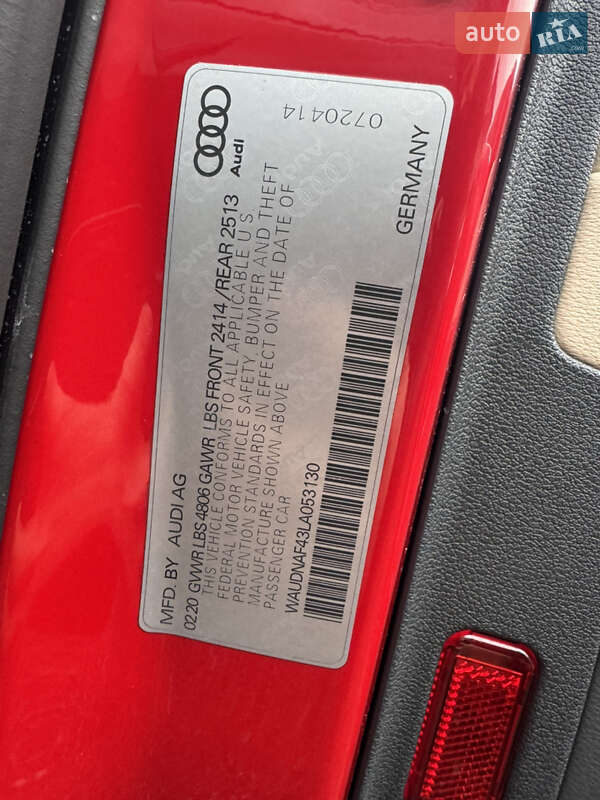 auto RIA.com
MFD. BY AUDI AG
Audi
0220 GVWR LBS 4806 GAWR LBS FRONT 2414 / REAR 2513
THIS VEHICLE CONFORMS TO ALL APPLICABLE U S.
FEDERAL MOTOR VEHICLE SAFETY, BUMPER AND THEFT
PREVENTION STANDARDS IN EFFECT ON THE DATE OF
MANUFACTURE SHOWN ABOVE
PASSENGER CAR
0720414
WAUDNAF43LA053130
GERMANY